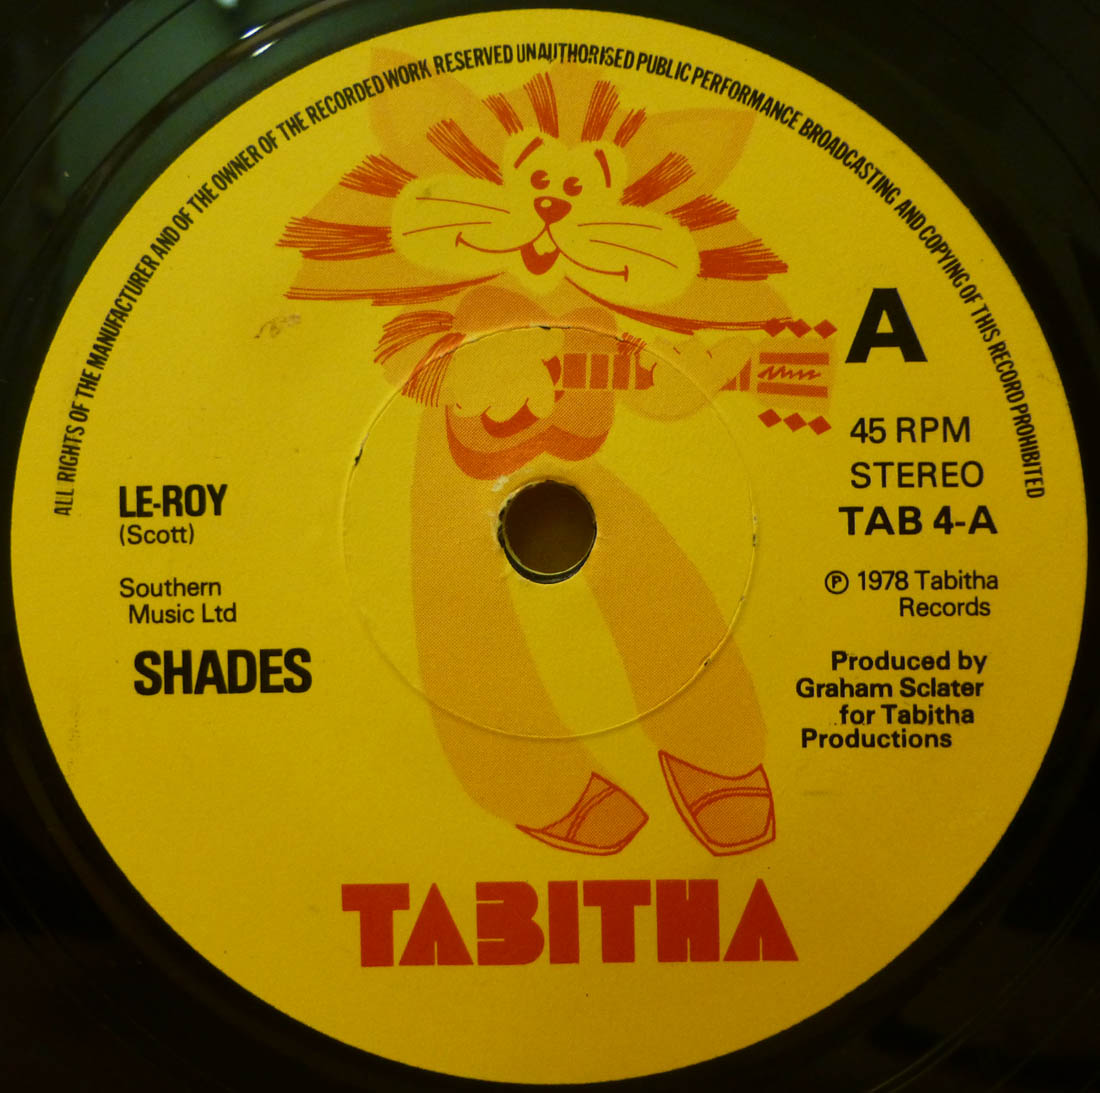 ALL RIGHTS OF THE MANUFACTURER AND OF THE OWNER OF THE RECORDED WORK RESERVED UNAUTHORISED PUBLIC PERFORMANCE BROADCASTING AND COPYING OF THIS RECORD PROHIBITED
A
45 RPM
STEREO
TAB 4-A
LE-ROY
(Scott)
Southern
Music Ltd
SHADES
℗ 1978 Tabitha
Records
Produced by
Graham Sclater
for Tabitha
Productions
TABITHA